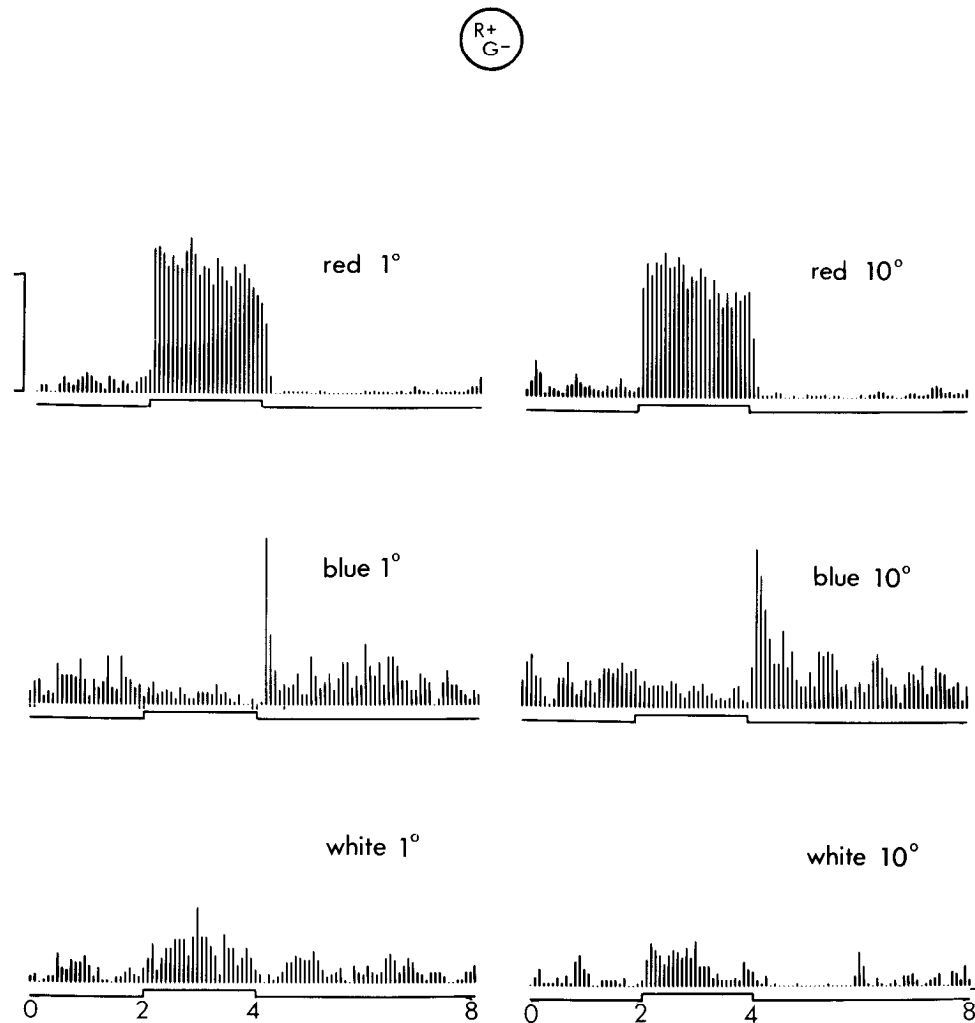 R+
G-
red 1°
red 10°
blue 1°
blue 10°
white 1°
white 10°
0 2 4 8
0 2 4 8